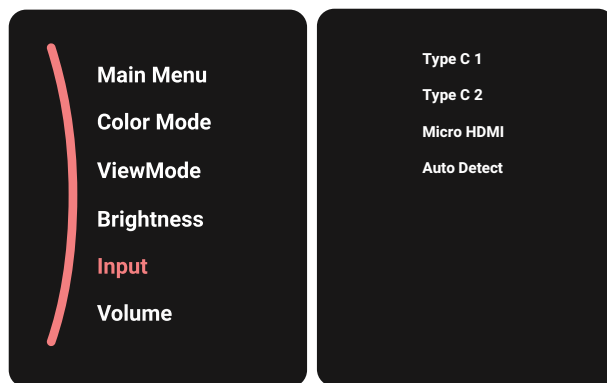 Main Menu
Color Mode
ViewMode
Brightness
Input
Volume
Type C 1
Type C 2
Micro HDMI
Auto Detect